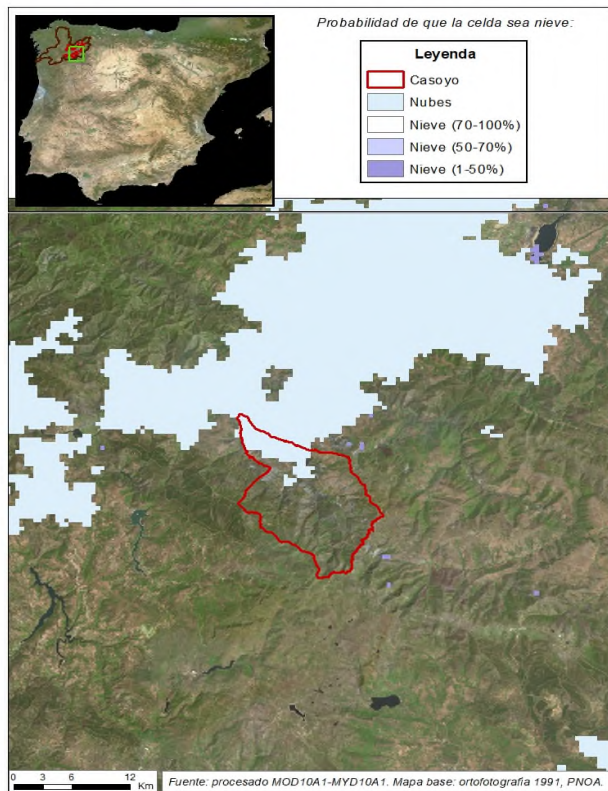 Probabilidad de que la celda sea nieve:
Leyenda
Casoyo
Nubes
Nieve (70-100%)
Nieve (50-70%)
Nieve (1-50%)
0 3 6 12
Km
Fuente: procesado MOD10A1-MYD10A1. Mapa base: ortofotografía 1991, PNOA.